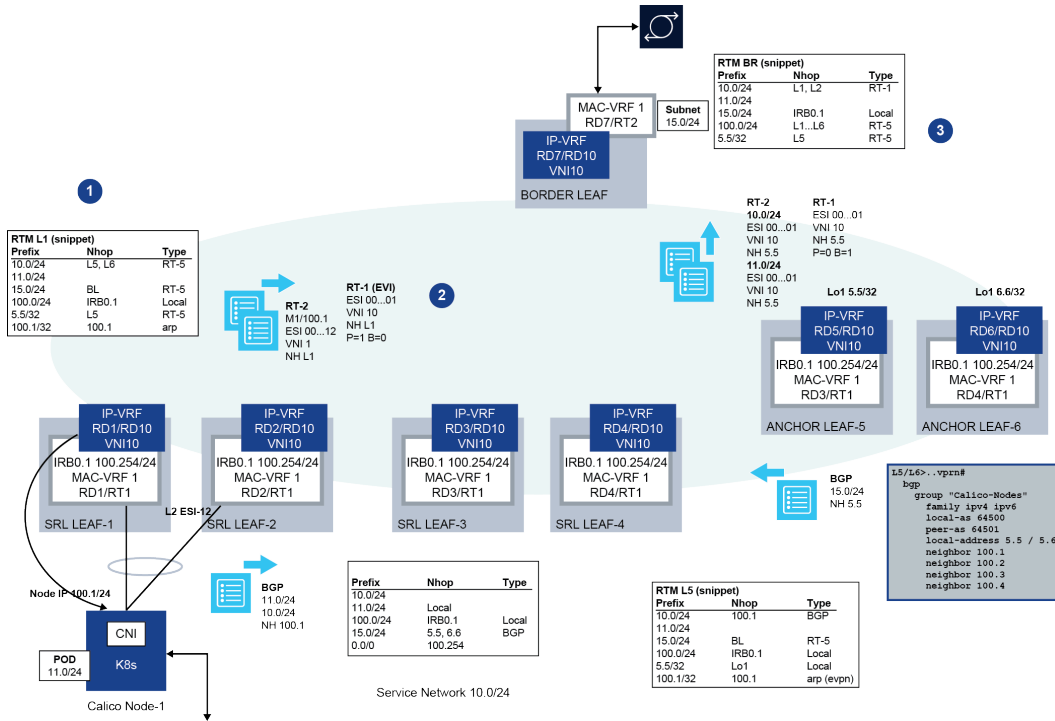 RTM BR (snippet)
Prefix Nhop Type
10.0/24 L1, L2 RT-1
11.0/24
15.0/24 IRB0.1 Local
100.0/24 L1...L6 RT-5
5.5/32 L5 RT-5
MAC-VRF 1
RD7/RT2
Subnet
15.0/24
IP-VRF
RD7/RD10
VNI10
BORDER LEAF
3
1
RTM L1 (snippet)
Prefix Nhop Type
10.0/24 L5, L6 RT-5
11.0/24
15.0/24 BL RT-5
100.0/24 IRB0.1 Local
5.5/32 L5 RT-5
100.1/32 100.1 arp
RT-2
M1/100.1
ESI 00...12
VNI 1
NH L1
RT-1 (EVI)
ESI 00...01
VNI 10
NH L1
P=1 B=0
2
RT-2
10.0/24
ESI 00...01
VNI 10
NH 5.5
11.0/24
ESI 00...01
VNI 10
NH 5.5
RT-1
ESI 00...01
VNI 10
NH 5.5
P=0 B=1
Lo1 5.5/32
IP-VRF
RD5/RD10
VNI10
IRB0.1 100.254/24
MAC-VRF 1
RD3/RT1
ANCHOR LEAF-5
Lo1 6.6/32
IP-VRF
RD6/RD10
VNI10
IRB0.1 100.254/24
MAC-VRF 1
RD4/RT1
ANCHOR LEAF-6
IP-VRF
RD1/RD10
VNI10
IRB0.1 100.254/24
MAC-VRF 1
RD1/RT1
SRL LEAF-1
IP-VRF
RD2/RD10
VNI10
IRB0.1 100.254/24
MAC-VRF 1
RD2/RT1
L2 ESI-12
SRL LEAF-2
IP-VRF
RD3/RD10
VNI10
IRB0.1 100.254/24
MAC-VRF 1
RD3/RT1
SRL LEAF-3
IP-VRF
RD4/RD10
VNI10
IRB0.1 100.254/24
MAC-VRF 1
RD4/RT1
SRL LEAF-4
BGP
15.0/24
NH 5.5
L5/L6>..vprn#
bgp
group "Calico-Nodes"
family ipv4 ipv6
local-as 64500
peer-as 64501
local-address 5.5 / 5.6
neighbor 100.1
neighbor 100.2
neighbor 100.3
neighbor 100.4
Node IP 100.1/24
BGP
11.0/24
10.0/24
NH 100.1
CNI
K8s
POD
11.0/24
Calico Node-1
Prefix Nhop Type
10.0/24
11.0/24 Local
100.0/24 IRB0.1 Local
15.0/24 5.5, 6.6 BGP
0.0/0 100.254
Service Network 10.0/24
RTM L5 (snippet)
Prefix Nhop Type
10.0/24 100.1 BGP
11.0/24
15.0/24 BL RT-5
100.0/24 IRB0.1 Local
5.5/32 Lo1 Local
100.1/32 100.1 arp (evpn)